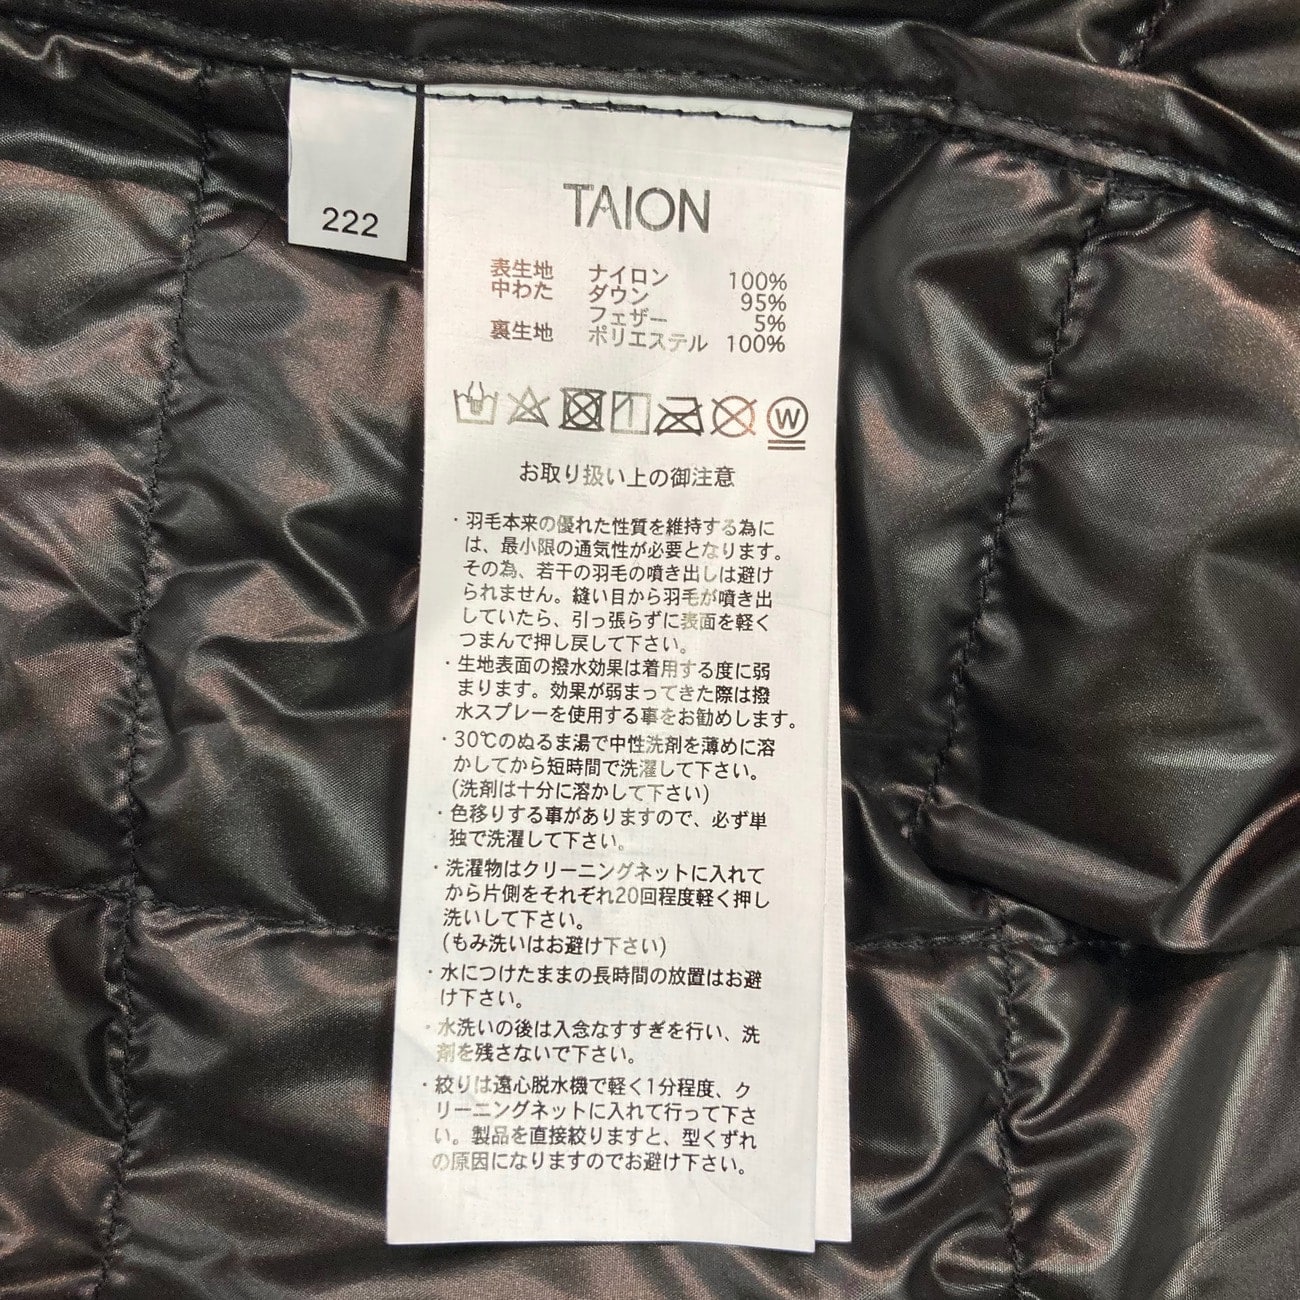 222
TAION
表生地 ナイロン 100%
中わた ダウン 95%
フェザー 5%
裏生地 ポリエステル 100%
W
お取り扱い上の御注意
・羽毛本来の優れた性質を維持する為に
は、最小限の通気性が必要となります。
その為、若干の羽毛の噴き出しは避け
られません。縫い目から羽毛が噴き出
していたら、引っ張らずに表面を軽く
つまんで押し戻して下さい。
・生地表面の撥水効果は着用する度に弱
まります。効果が弱まってきた際は撥
水スプレーを使用する事をお勧めします。
・30℃のぬるま湯で中性洗剤を薄めに溶
かしてから短時間で洗濯して下さい。
(洗剤は十分に溶かして下さい)
・色移りする事がありますので、必ず単
独で洗濯して下さい。
・洗濯物はクリーニングネットに入れて
から片側をそれぞれ20回程度軽く押し
洗いして下さい。
(もみ洗いはお避け下さい)
・水につけたままの長時間の放置はお避
け下さい。
・水洗いの後は入念なすすぎを行い、洗
剤を残さないで下さい。
・絞りは遠心脱水機で軽く1分程度、ク
リーニングネットに入れて行って下さ
い。製品を直接絞りますと、型くずれ
の原因になりますのでお避け下さい。